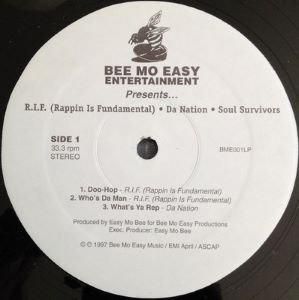 BEE MO EASY
ENTERTAINMENT
Presents...
R.I.F. (Rappin Is Fundamental) • Da Nation • Soul Survivors
SIDE 1
33.3 rpm
STEREO
BME001LP
1. Doo-Hop - R.I.F. (Rappin Is Fundamental)
2. Who's Da Man - R.I.F. (Rappin Is Fundamental)
3. What's Ya Rep - Da Nation
Produced by Easy Mo Bee for Bee Mo Easy Productions
Exec. Producer: Easy Mo Bee
℗ © 1997 Bee Mo Easy Music / EMI April / ASCAP